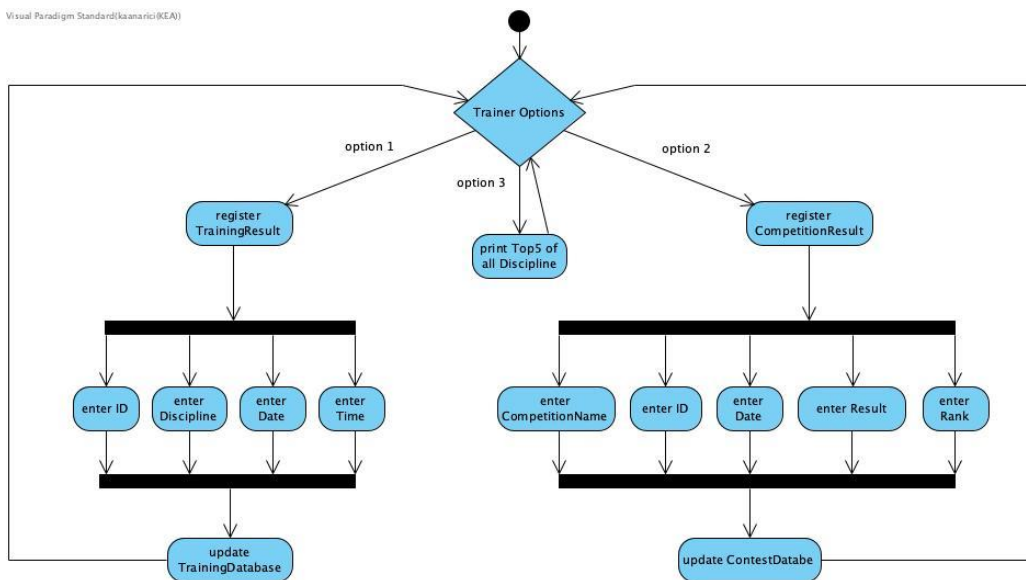 Visual Paradigm Standard(kaanarici(KEA))
Trainer Options
option 1
option 2
option 3
register
TrainingResult
print Top5 of
all Discipline
register
CompetitionResult
enter ID
enter
Discipline
enter
Date
enter
Time
enter
CompetitionName
enter ID
enter
Date
enter Result
enter
Rank
update
TrainingDatabase
update ContestDatabe